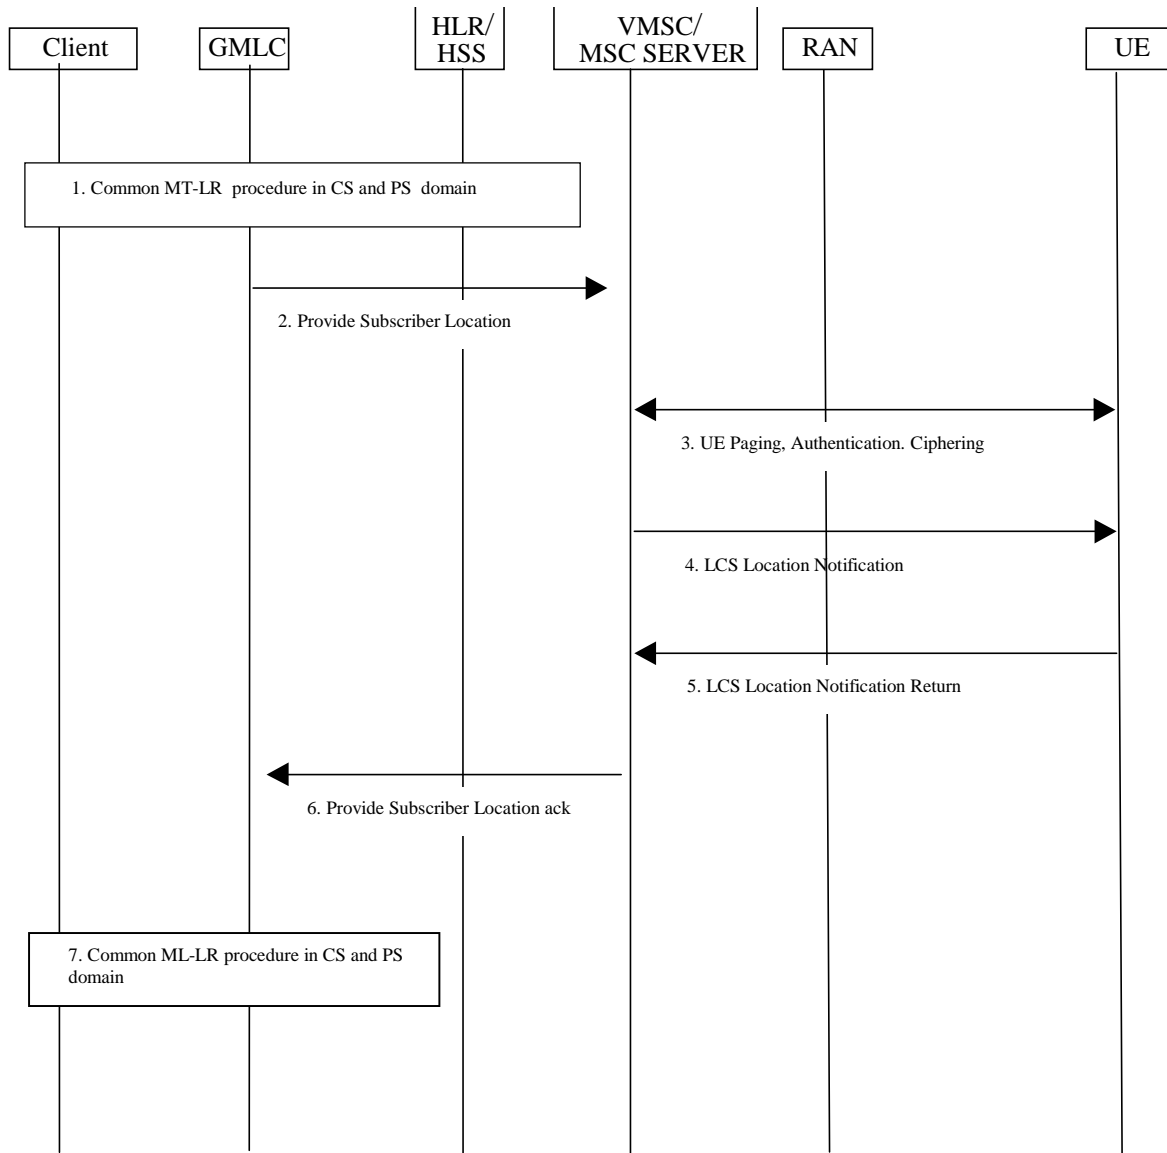 Client
GMLC
HLR/
HSS
VMSC/
MSC SERVER
RAN
UE
1. Common MT-LR procedure in CS and PS domain
2. Provide Subscriber Location
3. UE Paging, Authentication. Ciphering
4. LCS Location Notification
5. LCS Location Notification Return
6. Provide Subscriber Location ack
7. Common ML-LR procedure in CS and PS
domain